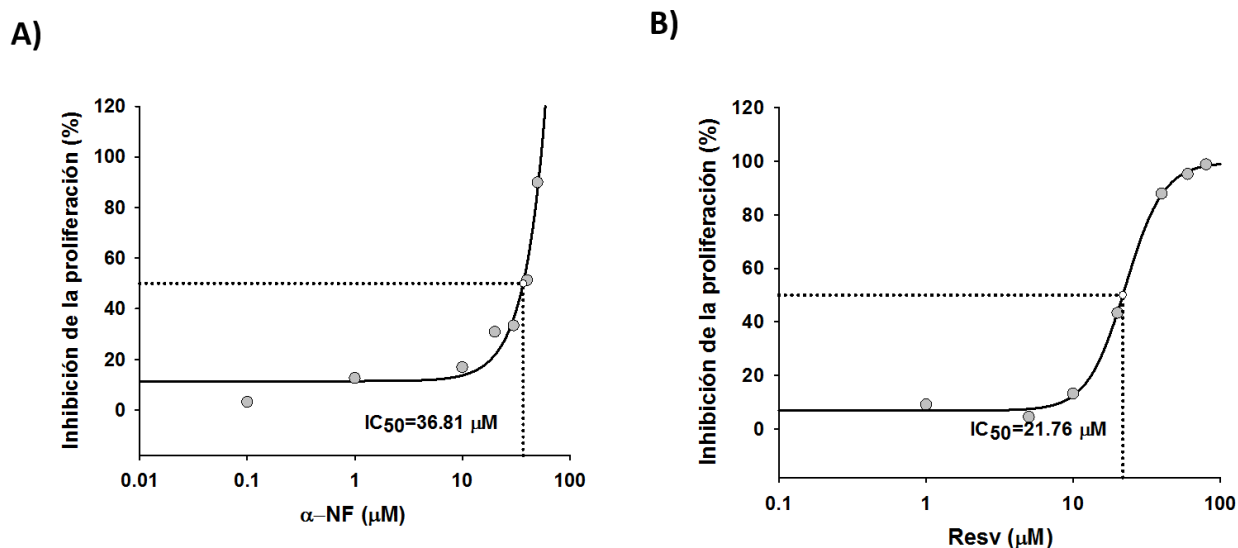 A)
Inhibición de la proliferación (%)
120
100
80
60
40
20
0
IC50=36.81 µM
0.01 0.1 1 10 100
α−NF (µM)
B)
Inhibición de la proliferación (%)
120
100
80
60
40
20
0
IC50=21.76 µM
0.1 1 10 100
Resv (µM)